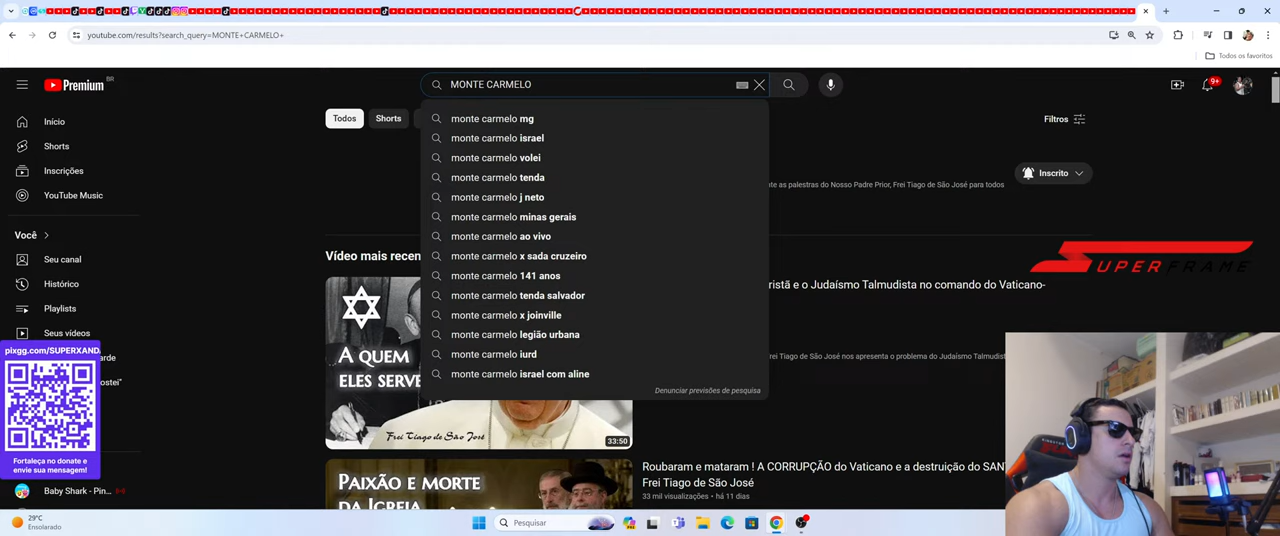 youtube.com/results?search_query=MONTE+CARMELO+
Todos os favoritos
Premium BR
MONTE CARMELO
9+
Início
Shorts
Inscrições
YouTube Music
Você
Seu canal
Histórico
Playlists
Seus vídeos
arde
ostei"
Baby Shark - Pin...
Todos
Shorts
Filtros
monte carmelo mg
monte carmelo israel
monte carmelo volei
monte carmelo tenda
monte carmelo j neto
monte carmelo minas gerais
monte carmelo ao vivo
monte carmelo x sada cruzeiro
monte carmelo 141 anos
monte carmelo tenda salvador
monte carmelo x joinville
monte carmelo legião urbana
monte carmelo iurd
monte carmelo israel com aline
Denunciar previsões de pesquisa
nte as palestras do Nosso Padre Prior, Frei Tiago de São José para todos
Inscrito
Vídeo mais recen
SUPERFRAME
ristã e o Judaísmo Talmudista no comando do Vaticano-
Frei Tiago de São José nos apresenta o problema do Judaísmo Talmudist
A QUEM
ELES SERVE
Frei Tiago de São José
33:50
Roubaram e mataram ! A CORRUPÇÃO do Vaticano e a destruição do SAN
Frei Tiago de São José
33 mil visualizações • há 11 dias
PAIXÃO E MORTE
DA IGREJA
pixgg.com/SUPERXAND
Fortaleça no donate e
envie sua mensagem!
29°C
Ensolarado
Pesquisar